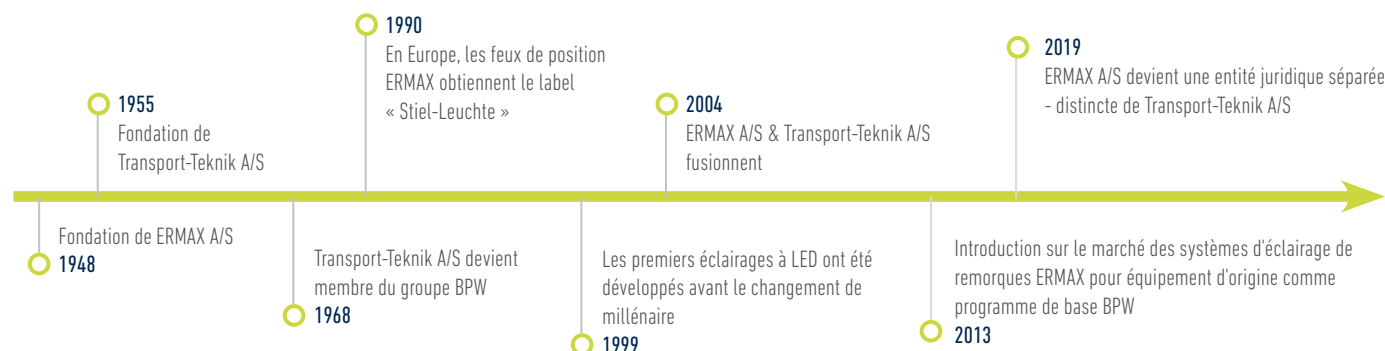 1990
En Europe, les feux de position
ERMAX obtiennent le label
« Stiel-Leuchte »
2019
ERMAX A/S devient une entité juridique séparée
- distincte de Transport-Teknik A/S
1955
Fondation de
Transport-Teknik A/S
2004
ERMAX A/S & Transport-Teknik A/S
fusionnent
Fondation de ERMAX A/S
1948
Transport-Teknik A/S devient
membre du groupe BPW
1968
Les premiers éclairages à LED ont été
développés avant le changement de
millénaire
1999
Introduction sur le marché des systèmes d'éclairage de
remorques ERMAX pour équipement d'origine comme
programme de base BPW
2013